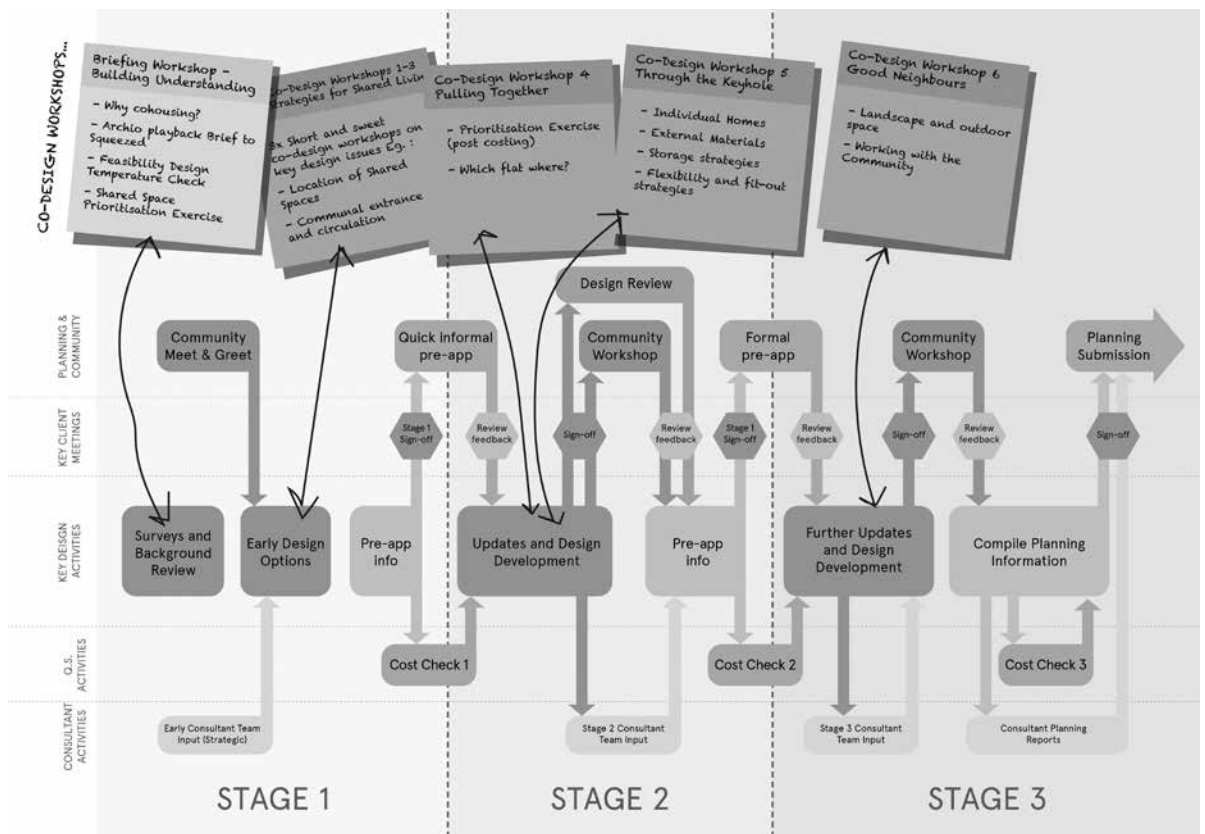 CO-DESIGN WORKSHOPS...
Briefing Workshop –
Building Understanding
- Why cohousing?
- Archio playback Brief to
Squeezed
- Feasibility Design
Temperature Check
- Shared Space
Prioritisation Exercise
Co-Design Workshops 1-3
Strategies for Shared Livin
3x Short and sweet
co-design workshops on
key design issues Eg. :
- Location of Shared
Spaces
- Communal entrance
and circulation
Co-Design Workshop 4
Pulling Together
- Prioritisation Exercise
(post costing)
- Which flat where?
Co-Design Workshop 5
Through the Keyhole
- Individual Homes
- External Materials
- Storage strategies
- Flexibility and fit-out
strategies
Co-Design Workshop 6
Good Neighbours
- Landscape and outdoor
space
- Working with the
Community
PLANNING &
COMMUNITY
Design Review
Community
Meet & Greet
Quick Informal
pre-app
Community
Workshop
Formal
pre-app
Community
Workshop
Planning
Submission
KEY CLIENT
MEETINGS
Stage 1
Sign-off
Review
feedback
Sign-off
Review
feedback
Stage 1
Sign-off
Review
feedback
Sign-off
Review
feedback
Sign-off
KEY DEISGN
ACTIVITIES
Surveys and
Background
Review
Early Design
Options
Pre-app
info
Updates and Design
Development
Pre-app
info
Further Updates
and Design
Development
Compile Planning
Information
Q.S.
ACTIVITIES
Cost Check 1
Cost Check 2
Cost Check 3
CONSULTANT
ACTIVITIES
Early Consultant Team
Input (Strategic)
Stage 2 Consultant
Team Input
Stage 3 Consultant
Team Input
Consultant Planning
Reports
STAGE 1
STAGE 2
STAGE 3